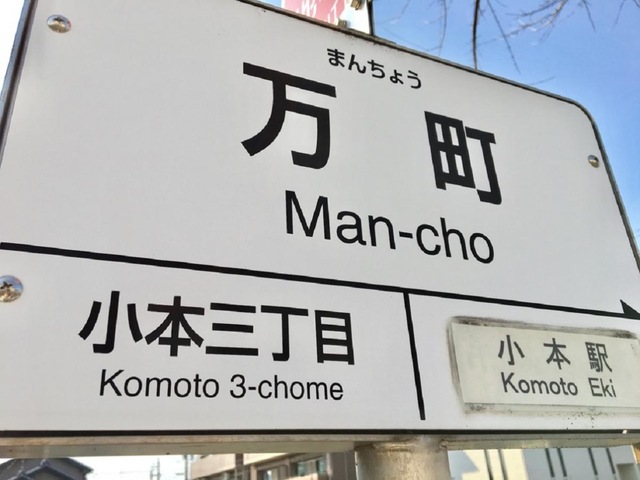 まんちょう
万町
Man-cho
小本三丁目
Komoto 3-chome
小本駅
Komoto Eki